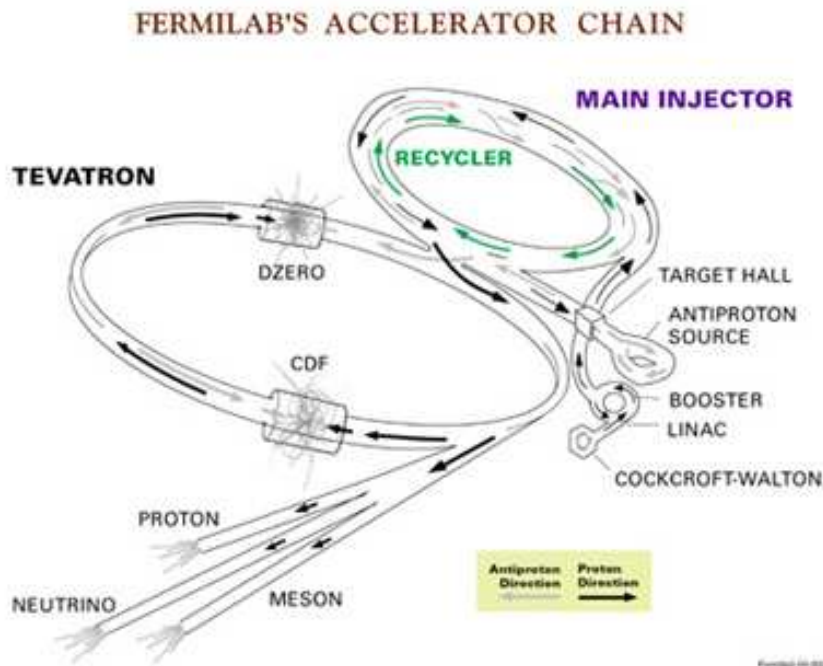 FERMILAB'S ACCELERATOR CHAIN
MAIN INJECTOR
RECYCLER
TEVATRON
DZERO
TARGET HALL
ANTIPROTON
SOURCE
CDF
BOOSTER
LINAC
COCKCROFT-WALTON
PROTON
NEUTRINO
MESON
Antiproton Proton
Direction Direction